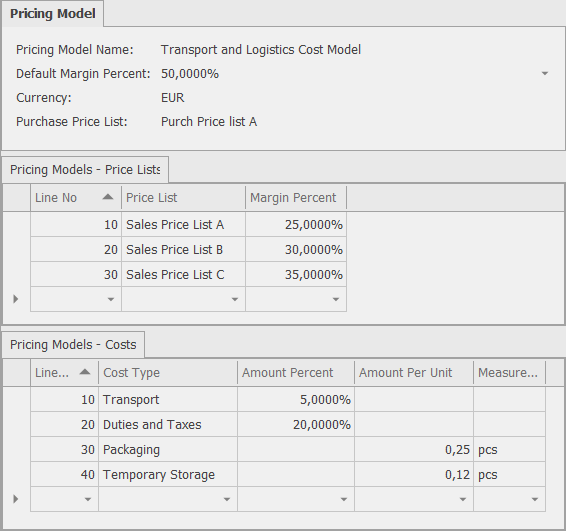 Pricing Model
Pricing Model Name: Transport and Logistics Cost Model
Default Margin Percent: 50,0000%
Currency: EUR
Purchase Price List: Purch Price list A
Pricing Models - Price Lists
Line No Price List Margin Percent
10 Sales Price List A 25,0000%
20 Sales Price List B 30,0000%
30 Sales Price List C 35,0000%
Pricing Models - Costs
Line... Cost Type Amount Percent Amount Per Unit Measure...
10 Transport 5,0000%
20 Duties and Taxes 20,0000%
30 Packaging 0,25 pcs
40 Temporary Storage 0,12 pcs